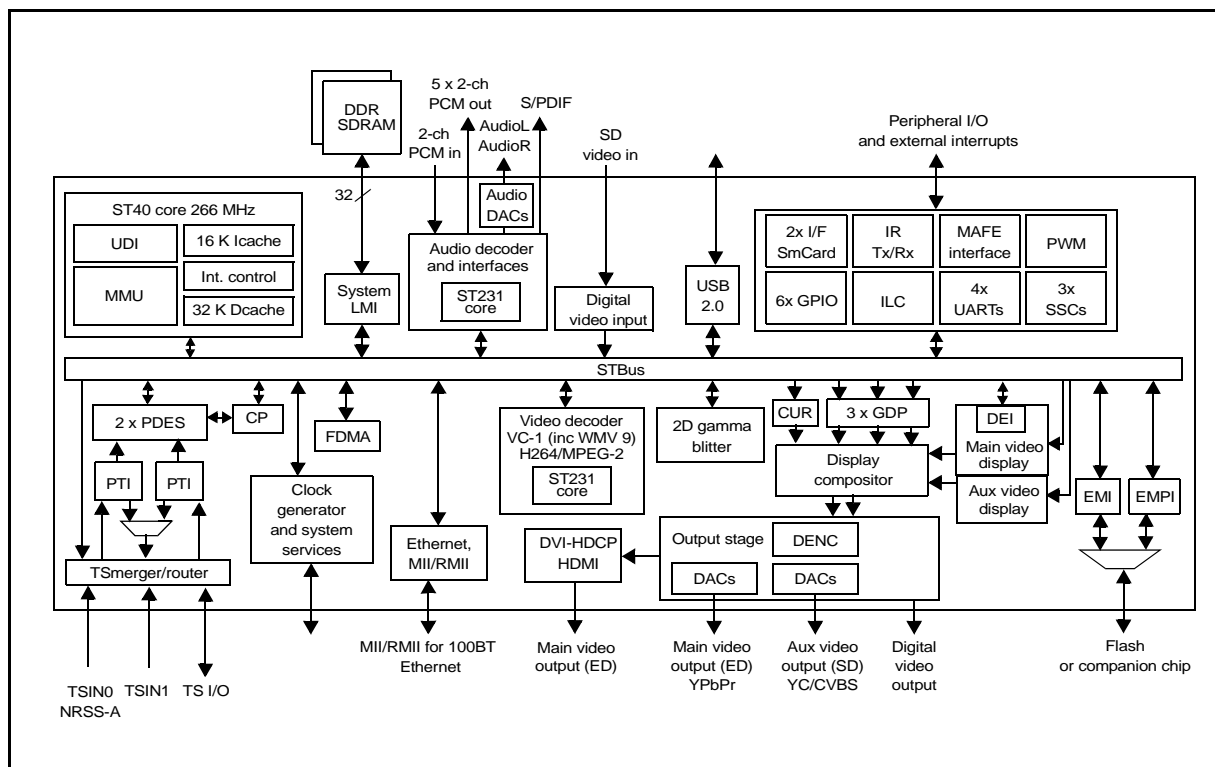 DDR
SDRAM
5 x 2-ch
PCM out
2-ch
PCM in
S/PDIF
AudioL
AudioR
SD
video in
Peripheral I/O
and external interrupts
32
ST40 core 266 MHz
UDI
MMU
16 K Icache
Int. control
32 K Dcache
System
LMI
Audio
DACs
Audio decoder
and interfaces
ST231
core
Digital
video input
USB
2.0
2x I/F
SmCard
IR
Tx/Rx
MAFE
interface
PWM
6x GPIO
ILC
4x
UARTs
3x
SSCs
STBus
2 x PDES
CP
FDMA
PTI
PTI
TSmerger/router
Clock
generator
and system
services
Ethernet,
MII/RMII
Video decoder
VC-1 (inc WMV 9)
H264/MPEG-2
ST231
core
2D gamma
blitter
CUR
3 x GDP
Display
compositor
DEI
Main video
display
Aux video
display
EMI
EMPI
DVI-HDCP
HDMI
Output stage
DENC
DACs
DACs
TSIN0
NRSS-A
TSIN1
TS I/O
MII/RMII for 100BT
Ethernet
Main video
output (ED)
Main video
output (ED)
YPbPr
Aux video
output (SD)
YC/CVBS
Digital
video
output
Flash
or companion chip